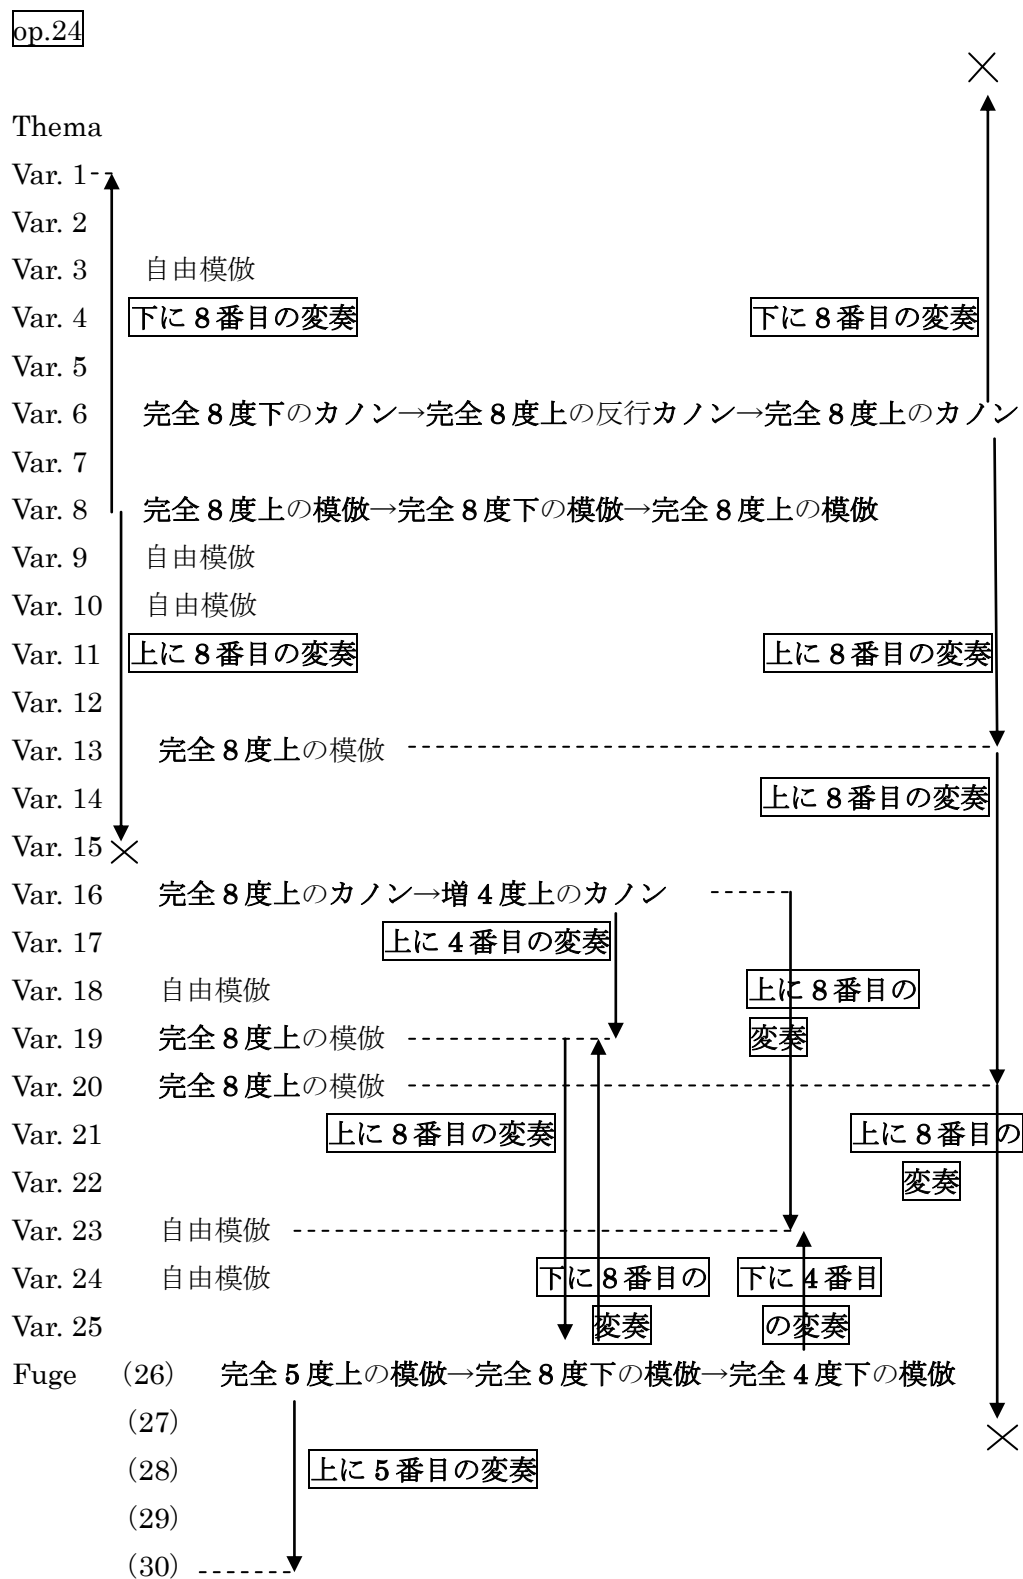 op.24
×
Thema
Var. 1
Var. 2
Var. 3 自由模倣
Var. 4 下に 8 番目の変奏 下に 8 番目の変奏
Var. 5
Var. 6 完全 8 度下のカノン→完全 8 度上の反行カノン→完全 8 度上のカノン
Var. 7
Var. 8 完全 8 度上の模倣→完全 8 度下の模倣→完全 8 度上の模倣
Var. 9 自由模倣
Var. 10 自由模倣
Var. 11 上に 8 番目の変奏 上に 8 番目の変奏
Var. 12
Var. 13 完全 8 度上の模倣
Var. 14 上に 8 番目の変奏
Var. 15 ×
Var. 16 完全 8 度上のカノン→増 4 度上のカノン
Var. 17 上に 4 番目の変奏
Var. 18 自由模倣 上に 8 番目の
Var. 19 完全 8 度上の模倣 変奏
Var. 20 完全 8 度上の模倣
Var. 21 上に 8 番目の変奏 上に 8 番目の
Var. 22 変奏
Var. 23 自由模倣
Var. 24 自由模倣 下に 8 番目の 下に 4 番目
Var. 25 変奏 の変奏
Fuge (26) 完全 5 度上の模倣→完全 8 度下の模倣→完全 4 度下の模倣
(27) ×
(28) 上に 5 番目の変奏
(29)
(30)